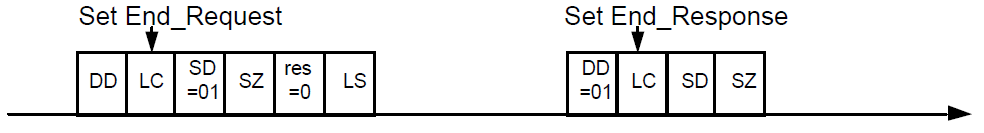 Set End_Request
Set End_Response
DD LC SD =01 SZ res =0 LS
DD =01 LC SD SZ